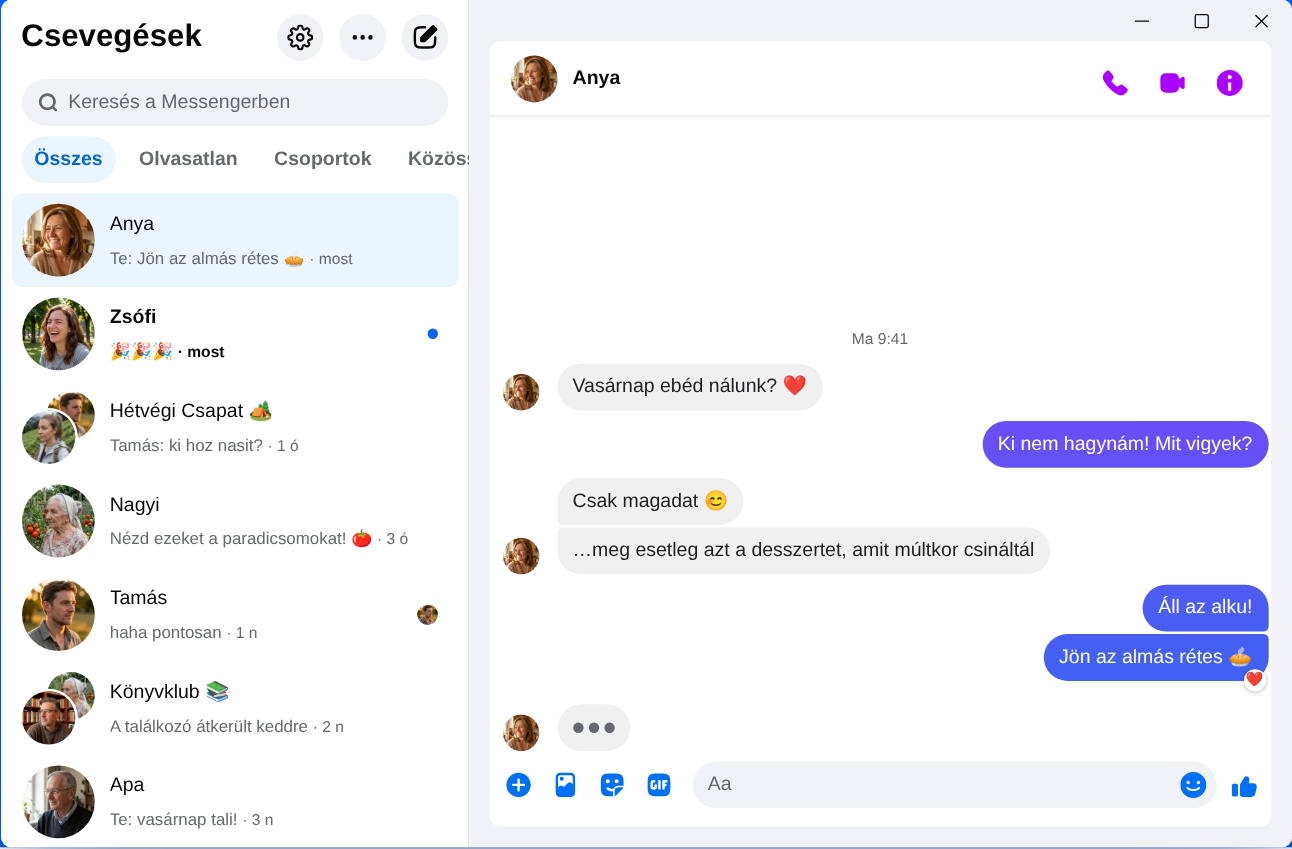 Csevegések
Keresés a Messengerben
Összes Olvasatlan Csoportok Közöss
Anya
Te: Jön az almás rétes 🥧 · most
Zsófi
🎉🎉🎉 · most
Hétvégi Csapat 🏕️
Tamás: ki hoz nasit? · 1 ó
Nagyi
Nézd ezeket a paradicsomokat! 🍅 · 3 ó
Tamás
haha pontosan · 1 n
Könyvklub 📚
A találkozó átkerült keddre · 2 n
Apa
Te: vasárnap tali! · 3 n
Anya
Ma 9:41
Vasárnap ebéd nálunk? ❤️
Ki nem hagynám! Mit vigyek?
Csak magadat 😊
…meg esetleg azt a desszertet, amit múltkor csináltál
Áll az alku!
Jön az almás rétes 🥧
❤️
GIF
Aa